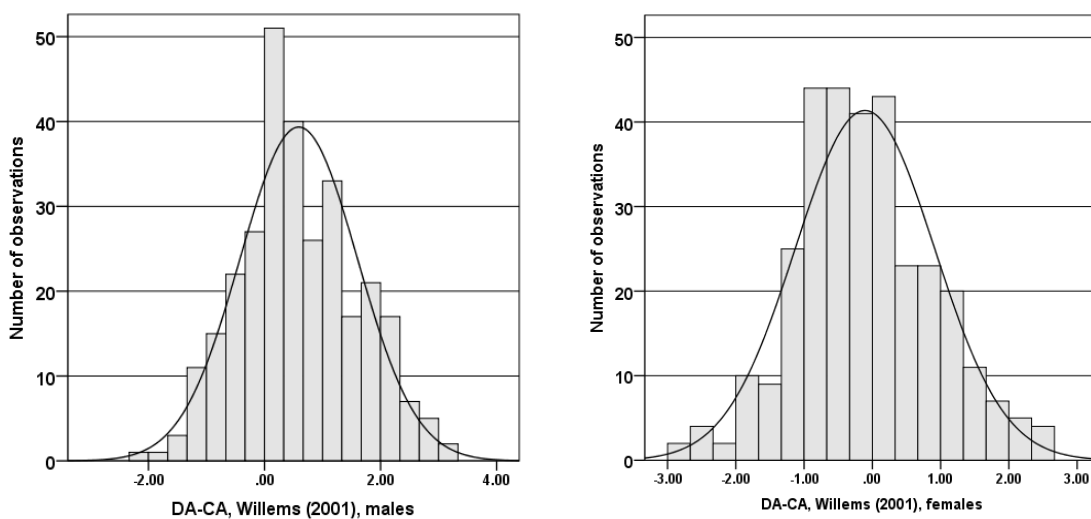 50
40
30
20
10
0
Number of observations
-2.00 .00 2.00 4.00
DA-CA, Willems (2001), males
50
40
30
20
10
0
Number of observations
-3.00 -2.00 -1.00 .00 1.00 2.00 3.00
DA-CA, Willems (2001), females